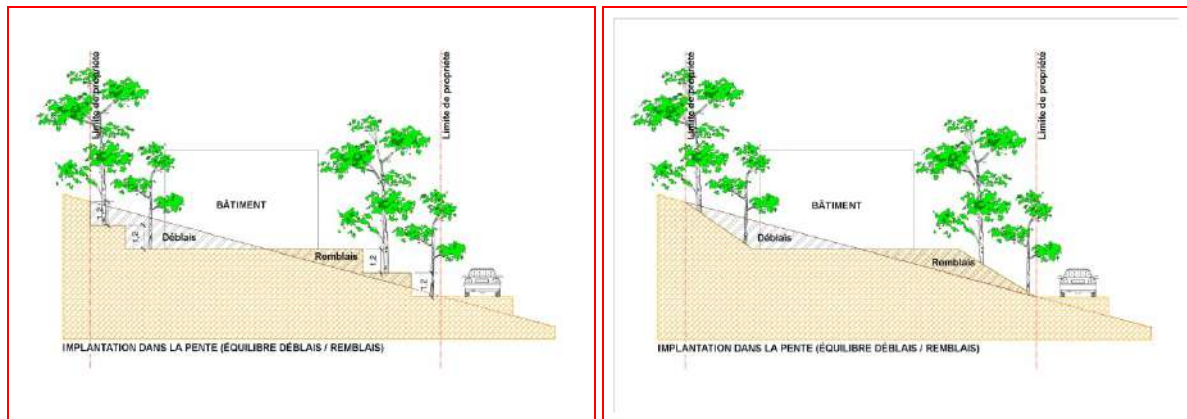 Limite de propriété
Limite de propriété
BÂTIMENT
1,2
1,2
Déblais
Remblais
1,2
1,2
IMPLANTATION DANS LA PENTE (ÉQUILIBRE DÉBLAIS / REMBLAIS)
Limite de propriété
Limite de propriété
BÂTIMENT
Déblais
Remblais
IMPLANTATION DANS LA PENTE (ÉQUILIBRE DÉBLAIS / REMBLAIS)